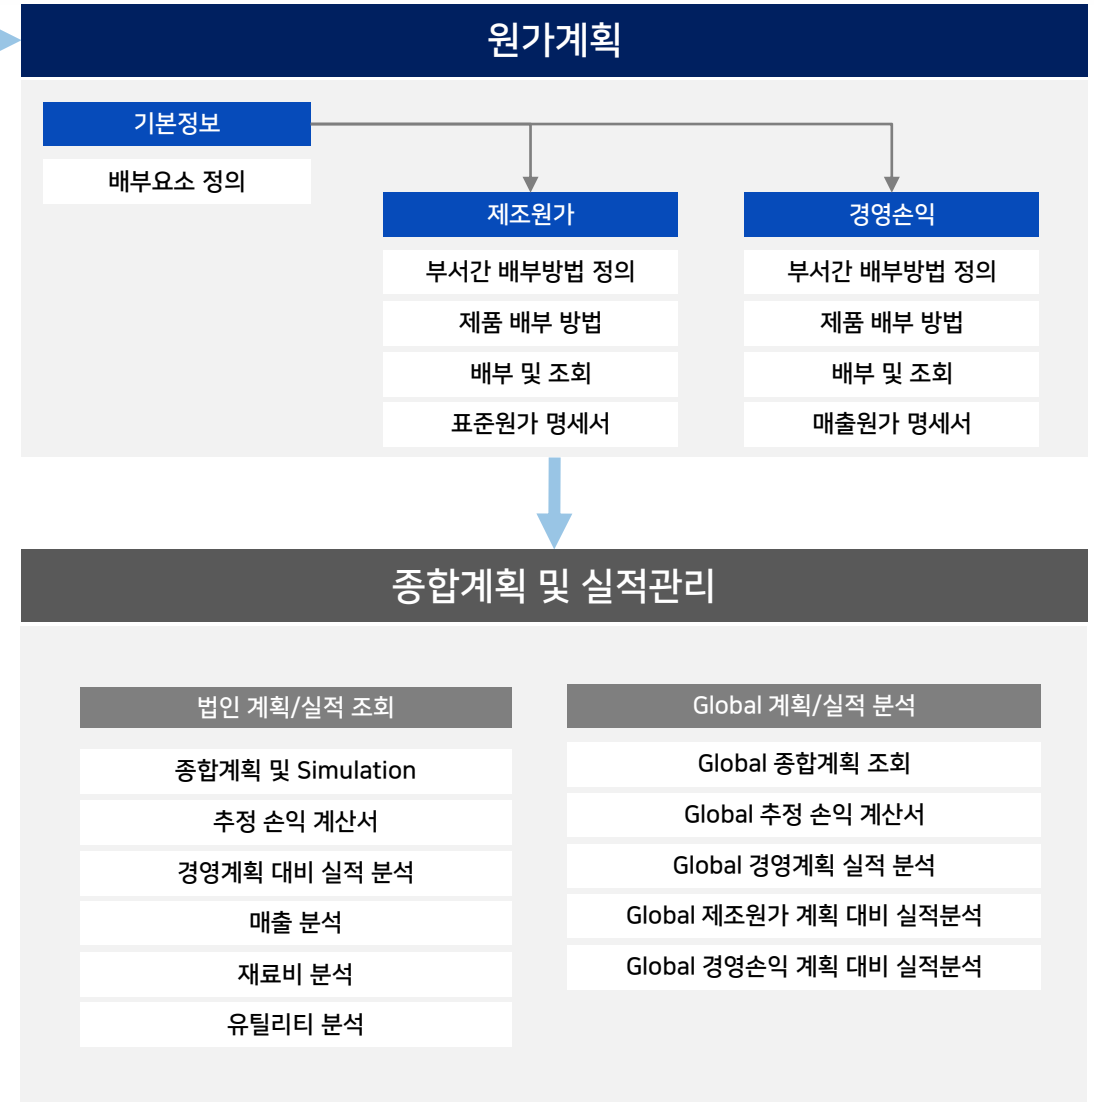 원가계획
기본정보
배부요소 정의
제조원가
부서간 배부방법 정의
제품 배부 방법
배부 및 조회
표준원가 명세서
경영손익
부서간 배부방법 정의
제품 배부 방법
배부 및 조회
매출원가 명세서
종합계획 및 실적관리
법인 계획/실적 조회
종합계획 및 Simulation
추정 손익 계산서
경영계획 대비 실적 분석
매출 분석
재료비 분석
유틸리티 분석
Global 계획/실적 분석
Global 종합계획 조회
Global 추정 손익 계산서
Global 경영계획 실적 분석
Global 제조원가 계획 대비 실적분석
Global 경영손익 계획 대비 실적분석